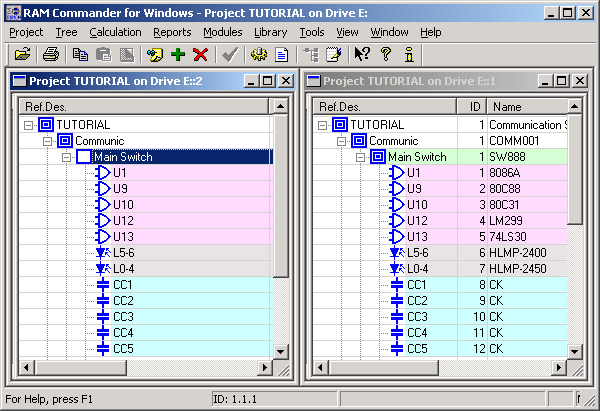 RAM Commander for Windows - Project TUTORIAL on Drive E:
Project Tree Calculation Reports Modules Library Tools View Window Help
Project TUTORIAL on Drive E::2
Ref.Des.
TUTORIAL
Communic
Main Switch
U1
U9
U10
U12
U13
L5-6
L0-4
CC1
CC2
CC3
CC4
CC5
Project TUTORIAL on Drive E::1
Ref.Des. ID Name
TUTORIAL 1 Communication
Communic 1 COMM001
Main Switch 1 SW888
U1 1 8086A
U9 2 80C88
U10 3 80C31
U12 4 LM299
U13 5 74LS30
L5-6 6 HLMP-2400
L0-4 7 HLMP-2450
CC1 8 CK
CC2 9 CK
CC3 10 CK
CC4 11 CK
CC5 12 CK
For Help, press F1
ID: 1.1.1